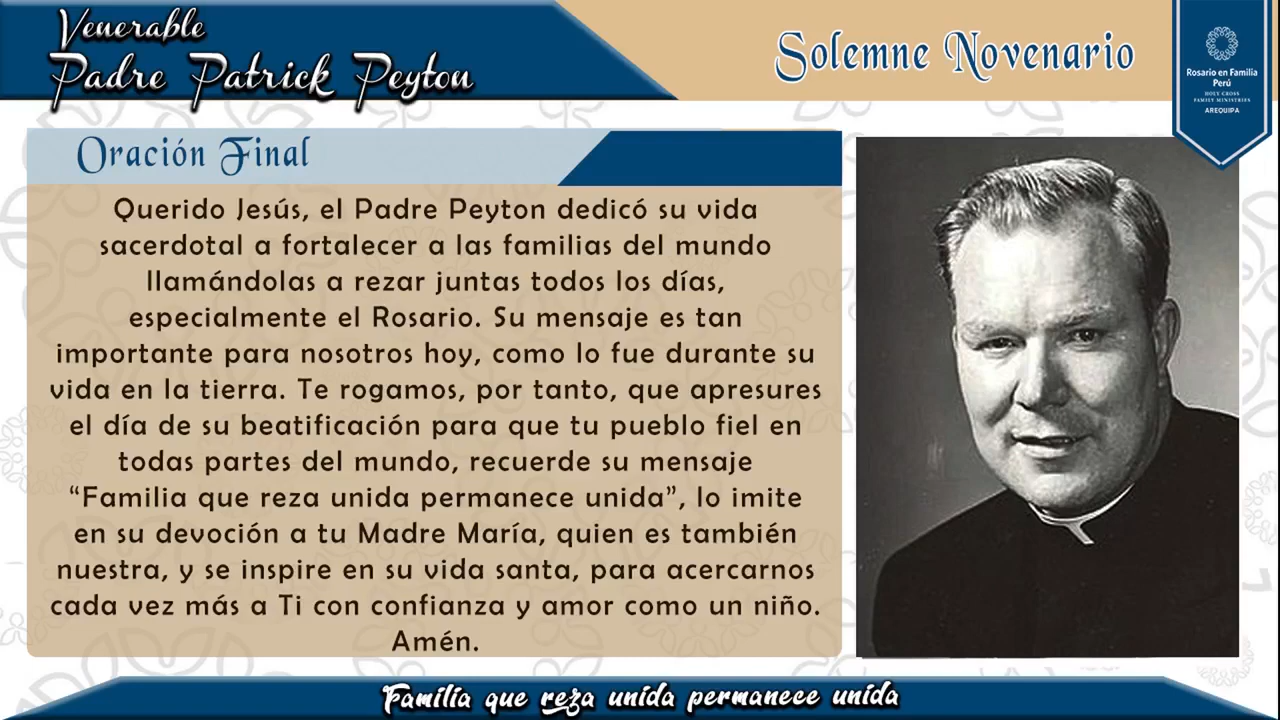 Venerable
Padre Patrick Peyton
Solemne Novenario
Rosario en Familia
Perú
HOLY CROSS
FAMILY MINISTRIES
AREQUIPA
Oración Final
Querido Jesús, el Padre Peyton dedicó su vida
sacerdotal a fortalecer a las familias del mundo
llamándolas a rezar juntas todos los días,
especialmente el Rosario. Su mensaje es tan
importante para nosotros hoy, como lo fue durante su
vida en la tierra. Te rogamos, por tanto, que apresures
el día de su beatificación para que tu pueblo fiel en
todas partes del mundo, recuerde su mensaje
“Familia que reza unida permanece unida”, lo imite
en su devoción a tu Madre María, quien es también
nuestra, y se inspire en su vida santa, para acercarnos
cada vez más a Ti con confianza y amor como un niño.
Amén.
Familia que reza unida permanece unida